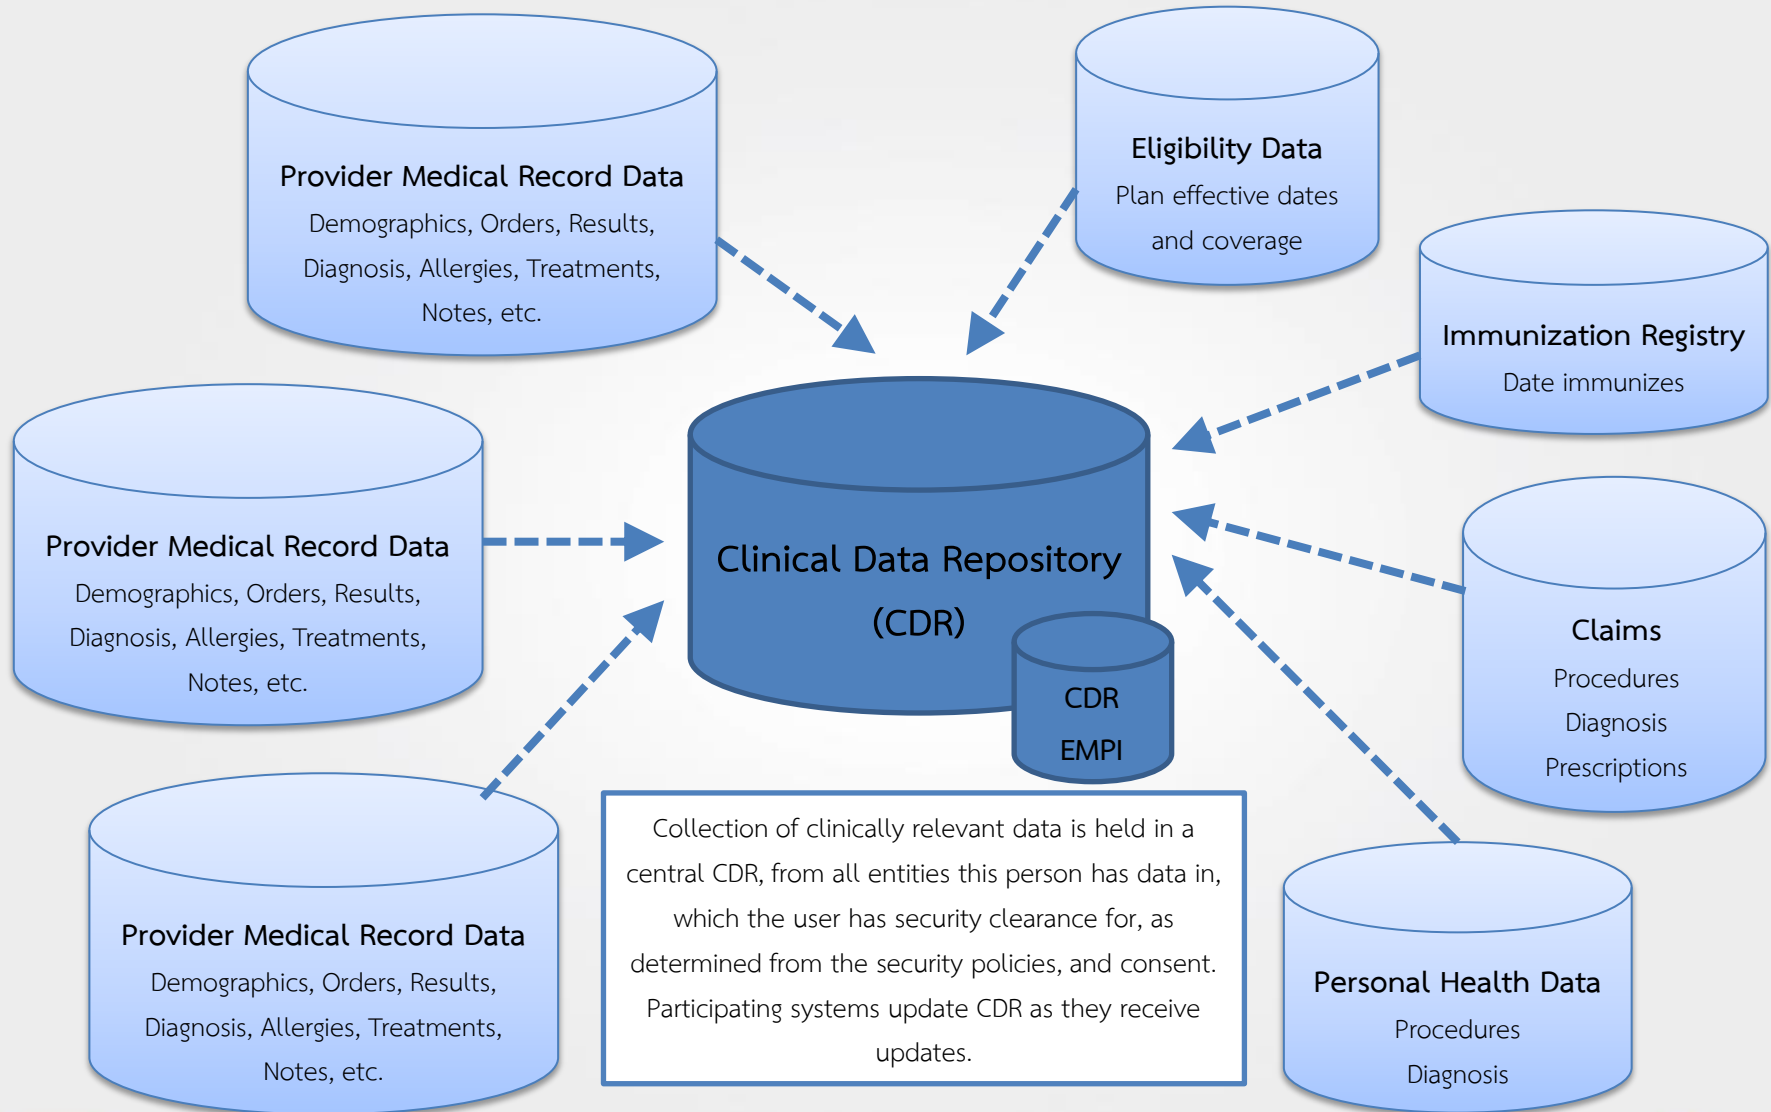 Provider Medical Record Data
Demographics, Orders, Results,
Diagnosis, Allergies, Treatments,
Notes, etc.
Eligibility Data
Plan effective dates
and coverage
Immunization Registry
Date immunizes
Provider Medical Record Data
Demographics, Orders, Results,
Diagnosis, Allergies, Treatments,
Notes, etc.
Clinical Data Repository
(CDR)
CDR
EMPI
Claims
Procedures
Diagnosis
Prescriptions
Provider Medical Record Data
Demographics, Orders, Results,
Diagnosis, Allergies, Treatments,
Notes, etc.
Collection of clinically relevant data is held in a
central CDR, from all entities this person has data in,
which the user has security clearance for, as
determined from the security policies, and consent.
Participating systems update CDR as they receive
updates.
Personal Health Data
Procedures
Diagnosis